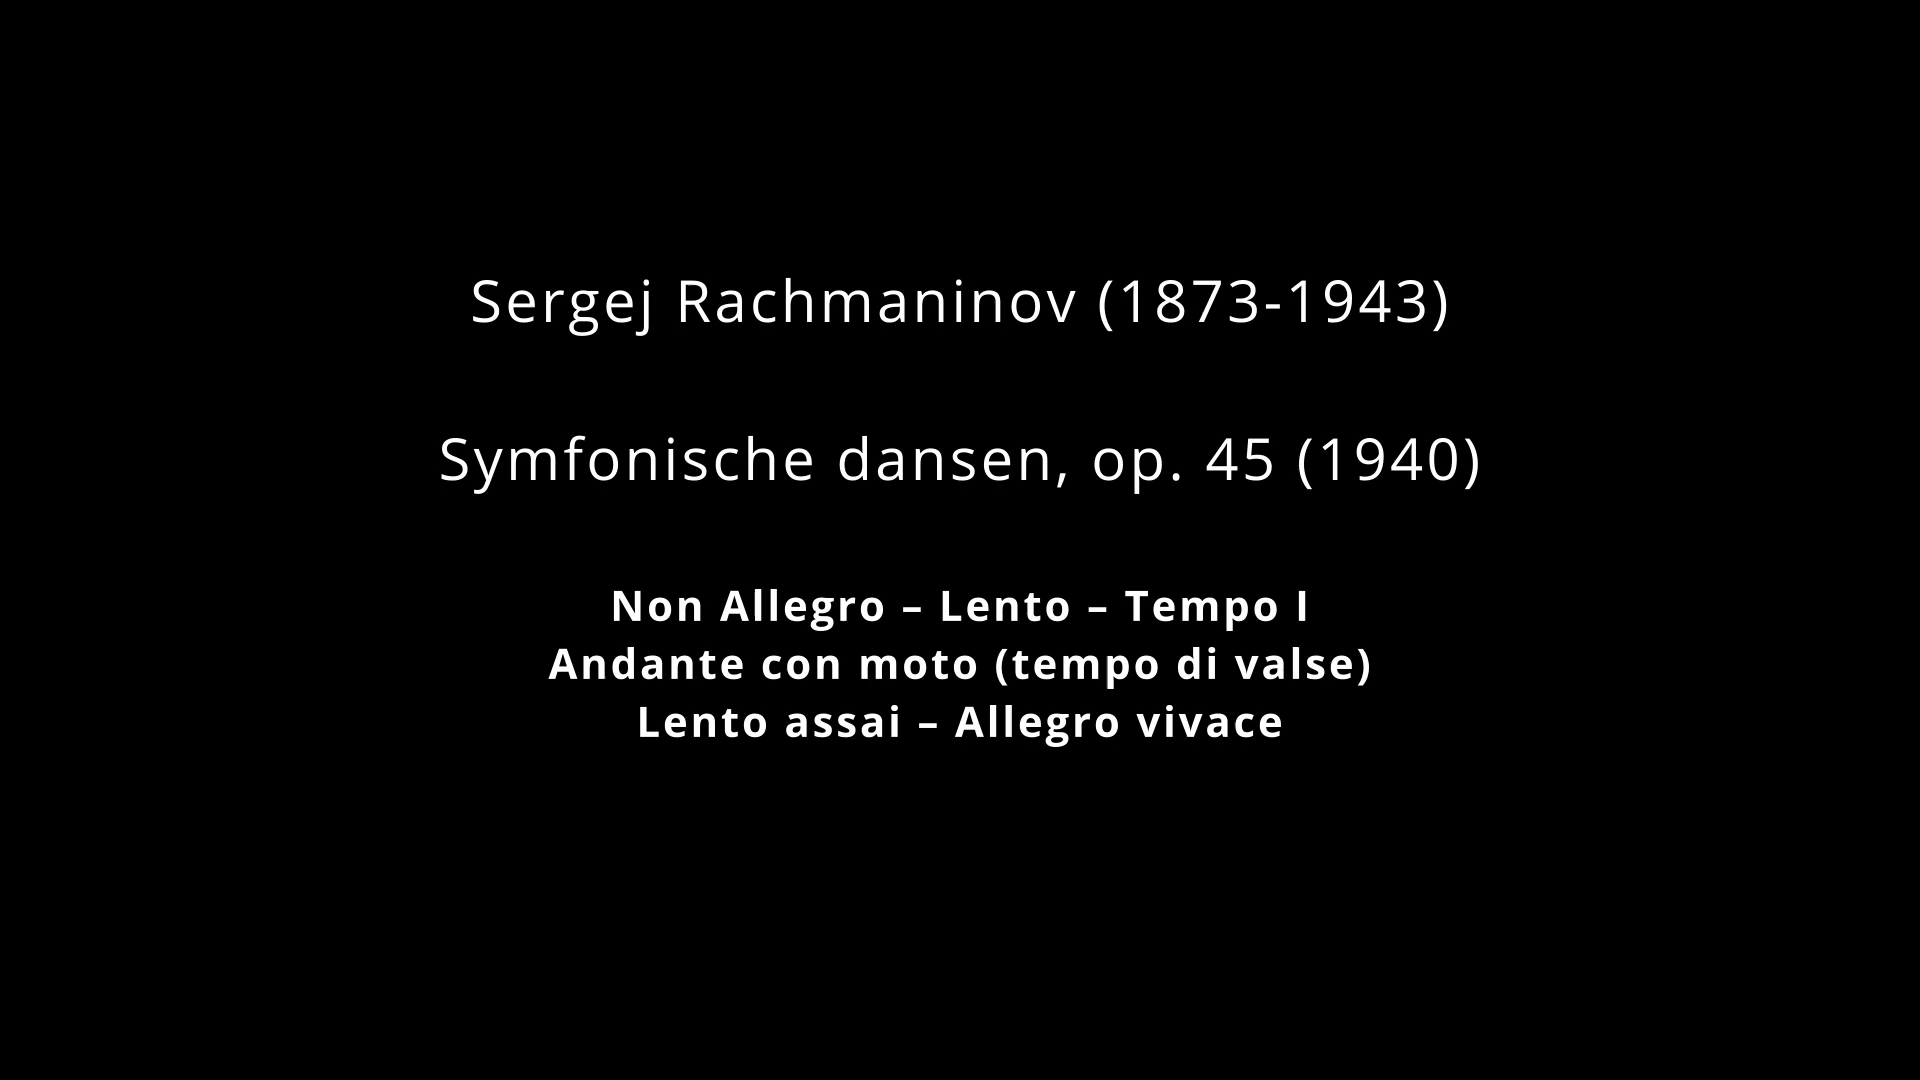 Sergej Rachmaninov (1873-1943)
Symfonische dansen, op. 45 (1940)
Non Allegro – Lento – Tempo I
Andante con moto (tempo di valse)
Lento assai – Allegro vivace